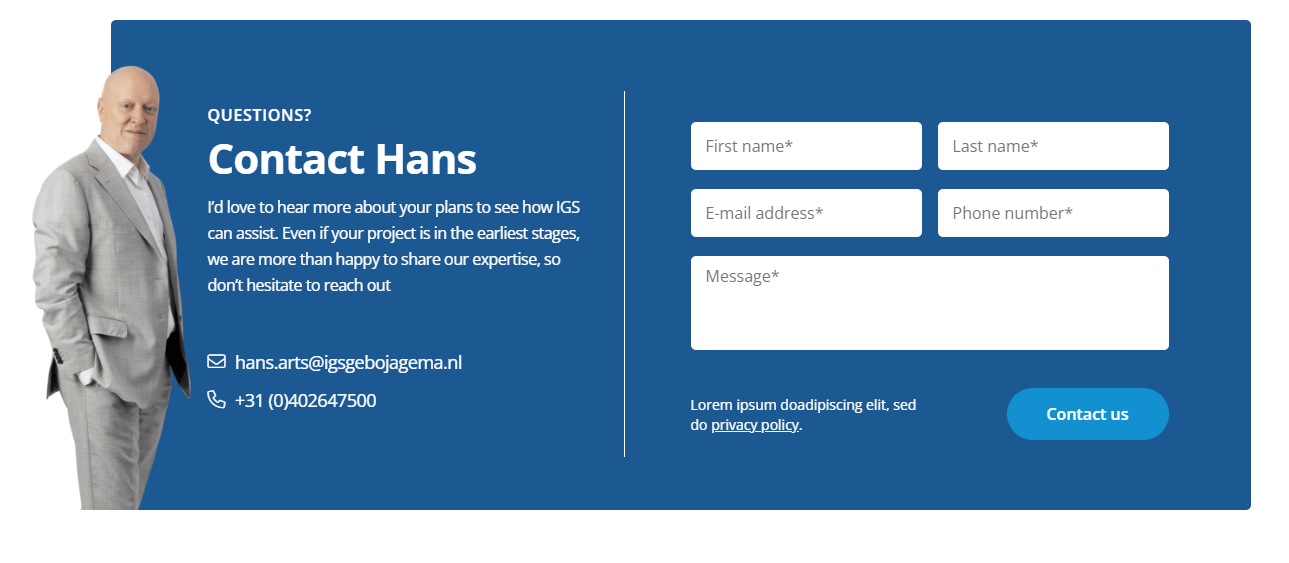 QUESTIONS?
Contact Hans
I’d love to hear more about your plans to see how IGS
can assist. Even if your project is in the earliest stages,
we are more than happy to share our expertise, so
don’t hesitate to reach out
hans.arts@igsgebojagema.nl
+31 (0)402647500
First name*
Last name*
E-mail address*
Phone number*
Message*
Lorem ipsum doadipiscing elit, sed
do privacy policy.
Contact us